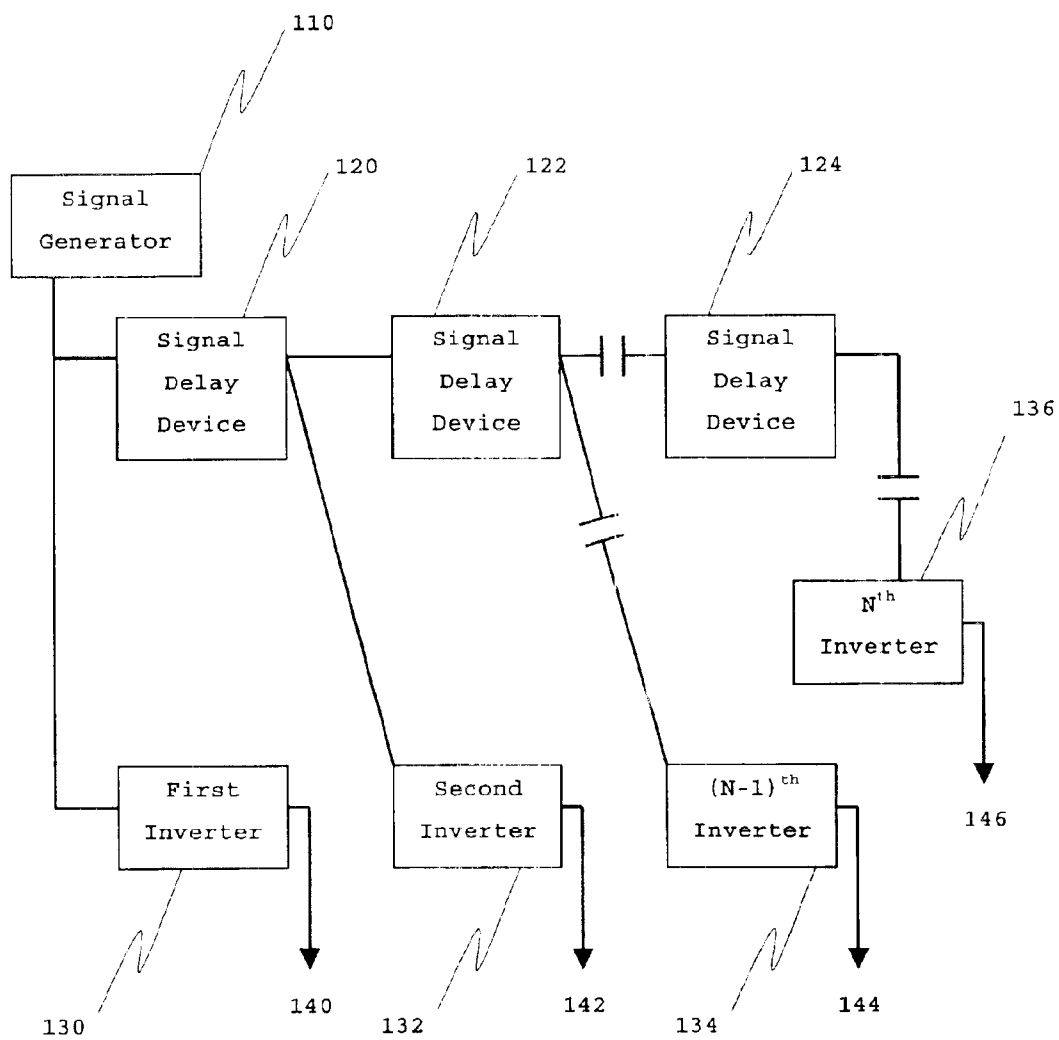 110
Signal
Generator
120
122
124
Signal
Delay
Device
Signal
Delay
Device
Signal
Delay
Device
136
Nth
Inverter
146
First
Inverter
Second
Inverter
(N-1)th
Inverter
130
140
132
142
134
144